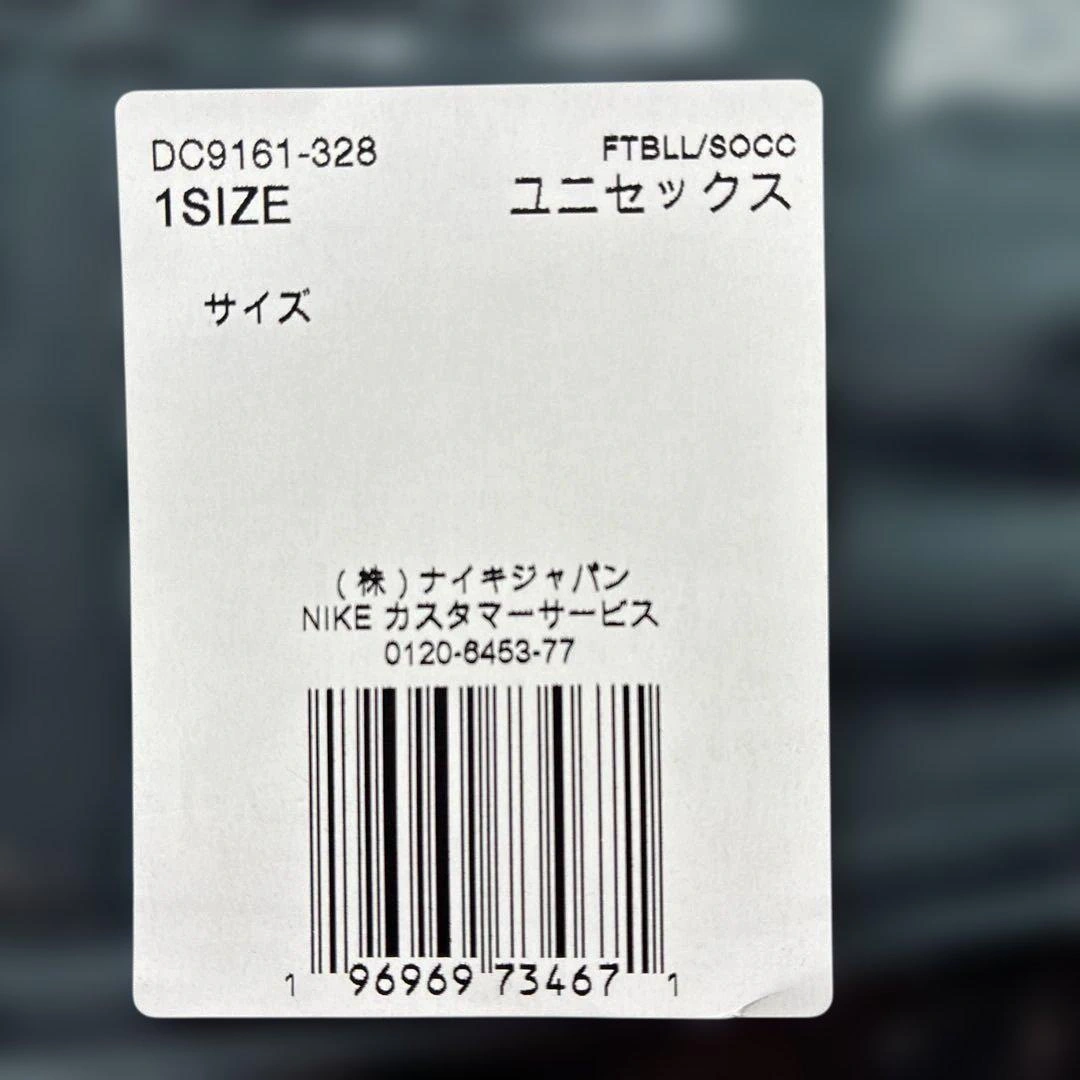 DC9161-328
FTBLL/SOCC
1SIZE
ユニセックス
サイズ
(株)ナイキジャパン
NIKE カスタマーサービス
0120-6453-77
1 96969 73467 1